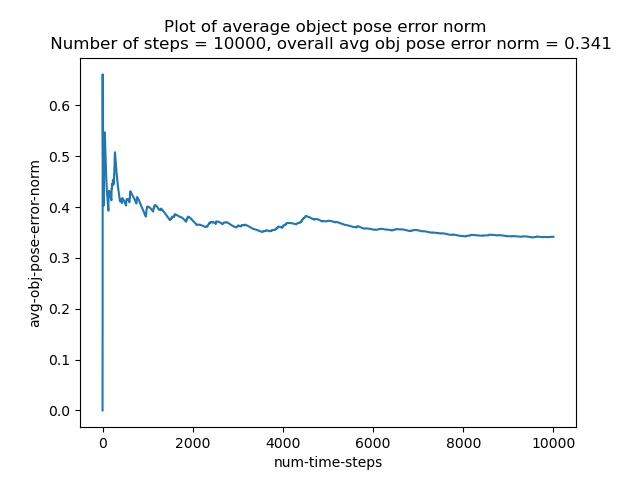 Plot of average object pose error norm
Number of steps = 10000, overall avg obj pose error norm = 0.341
0.6
0.5
0.4
0.3
0.2
0.1
0.0
avg-obj-pose-error-norm
0 2000 4000 6000 8000 10000
num-time-steps